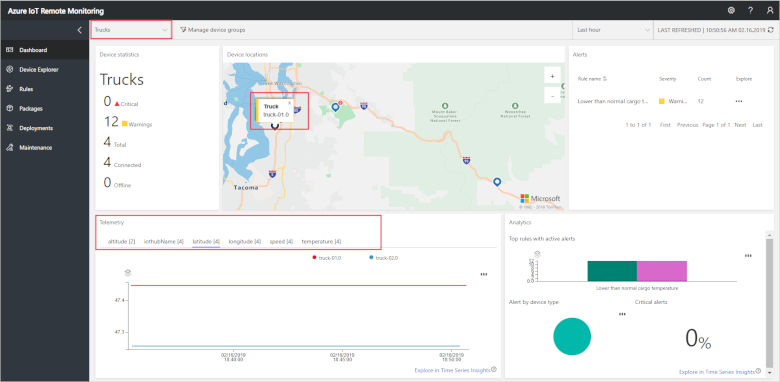 Azure IoT Remote Monitoring
Trucks
Manage device groups
Last hour
LAST REFRESHED | 10:50:56 AM 02.16.2019
Dashboard
Device Explorer
Rules
Packages
Deployments
Maintenance
Device statistics
Trucks
0 Critical
12 Warnings
4 Total
4 Connected
0 Offline
Device locations
Truck
truck-01.0
Tacoma
Microsoft
Alerts
Rule name Severity Count Explore
Lower than normal cargo t... Warni... 12
1 to 1 of 1 First Previous Page 1 of 1 Next Last
Telemetry
altitude [2] iothubName [4] latitude [4] longitude [4] speed [4] temperature [4]
truck-01.0 truck-02.0
47.4
47.2
02/16/2019 02/16/2019 02/16/2019
18:40:00 18:45:00 18:50:00
Explore in Time Series Insights
Analytics
Top rules with active alerts
Lower than normal cargo temperature
Alert by device type
Critical alerts
0%
Explore in Time Series Insights